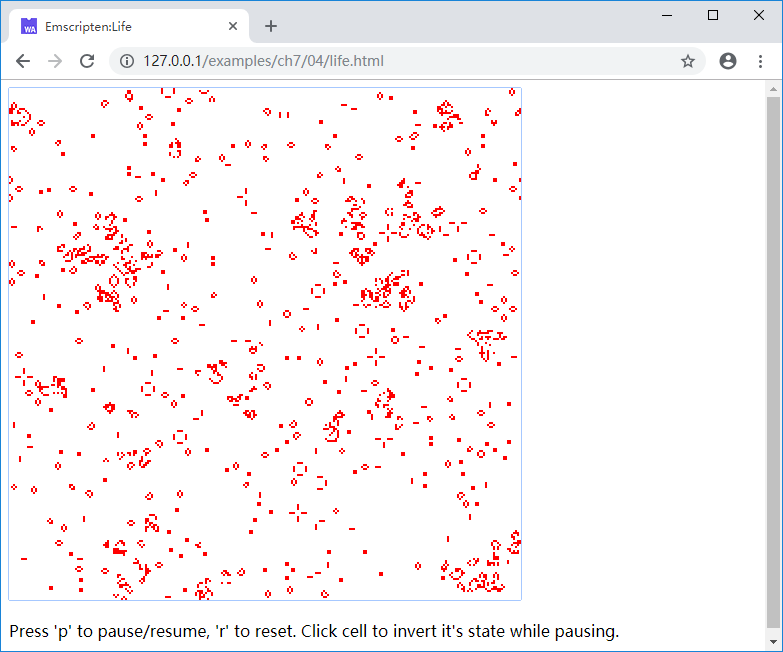 Emscripten:Life
127.0.0.1/examples/ch7/04/life.html
Press 'p' to pause/resume, 'r' to reset. Click cell to invert it's state while pausing.